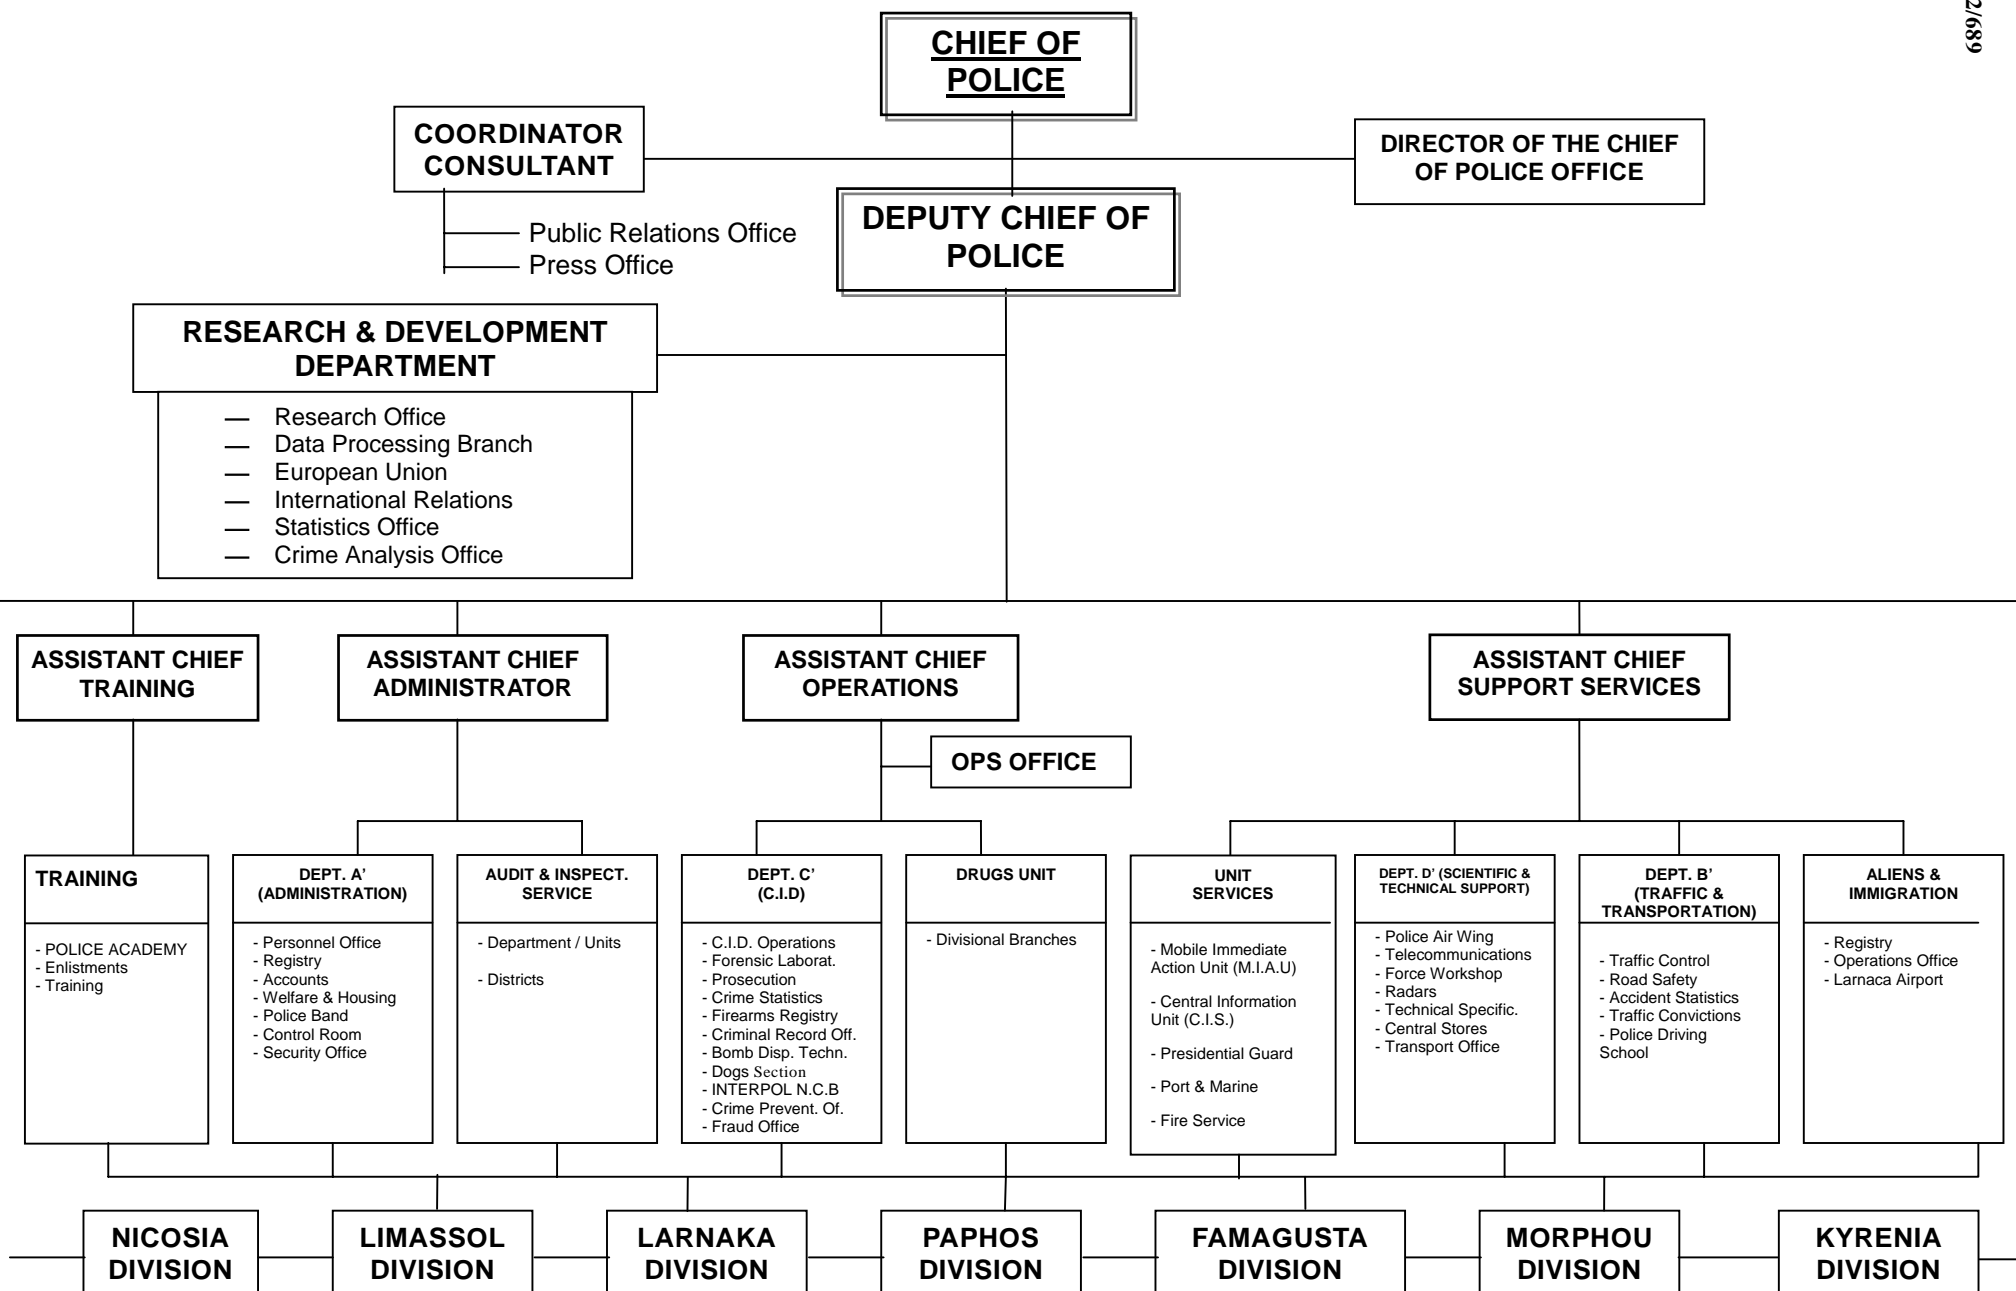 2/689
CHIEF OF
POLICE
COORDINATOR
CONSULTANT
DIRECTOR OF THE CHIEF
OF POLICE OFFICE
Public Relations Office
Press Office
DEPUTY CHIEF OF
POLICE
RESEARCH & DEVELOPMENT
DEPARTMENT
— Research Office
— Data Processing Branch
— European Union
— International Relations
— Statistics Office
— Crime Analysis Office
ASSISTANT CHIEF
TRAINING
ASSISTANT CHIEF
ADMINISTRATOR
ASSISTANT CHIEF
OPERATIONS
ASSISTANT CHIEF
SUPPORT SERVICES
OPS OFFICE
TRAINING
- POLICE ACADEMY
- Enlistments
- Training
DEPT. A'
(ADMINISTRATION)
- Personnel Office
- Registry
- Accounts
- Welfare & Housing
- Police Band
- Control Room
- Security Office
AUDIT & INSPECT.
SERVICE
- Department / Units
- Districts
DEPT. C'
(C.I.D)
- C.I.D. Operations
- Forensic Laborat.
- Prosecution
- Crime Statistics
- Firearms Registry
- Criminal Record Off.
- Bomb Disp. Techn.
- Dogs Section
- INTERPOL N.C.B
- Crime Prevent. Of.
- Fraud Office
DRUGS UNIT
- Divisional Branches
UNIT
SERVICES
- Mobile Immediate
Action Unit (M.I.A.U)
- Central Information
Unit (C.I.S.)
- Presidential Guard
- Port & Marine
- Fire Service
DEPT. D' (SCIENTIFIC &
TECHNICAL SUPPORT)
- Police Air Wing
- Telecommunications
- Force Workshop
- Radars
- Technical Specific.
- Central Stores
- Transport Office
DEPT. B'
(TRAFFIC &
TRANSPORTATION)
- Traffic Control
- Road Safety
- Accident Statistics
- Traffic Convictions
- Police Driving
School
ALIENS &
IMMIGRATION
- Registry
- Operations Office
- Larnaca Airport
NICOSIA
DIVISION
LIMASSOL
DIVISION
LARNAKA
DIVISION
PAPHOS
DIVISION
FAMAGUSTA
DIVISION
MORPHOU
DIVISION
KYRENIA
DIVISION